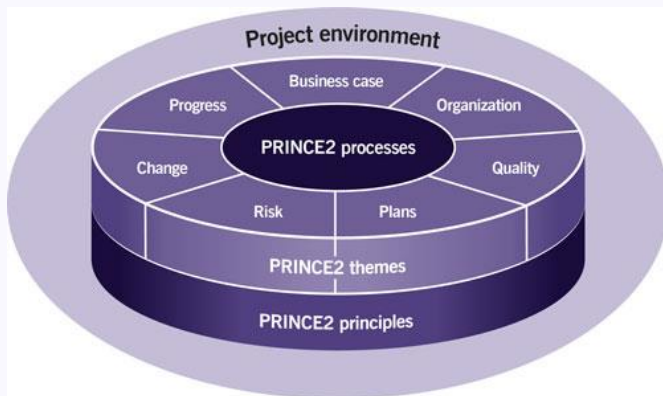 Project environment
Business case
Progress
Organization
PRINCE2 processes
Change
Quality
Risk
Plans
PRINCE2 themes
PRINCE2 principles